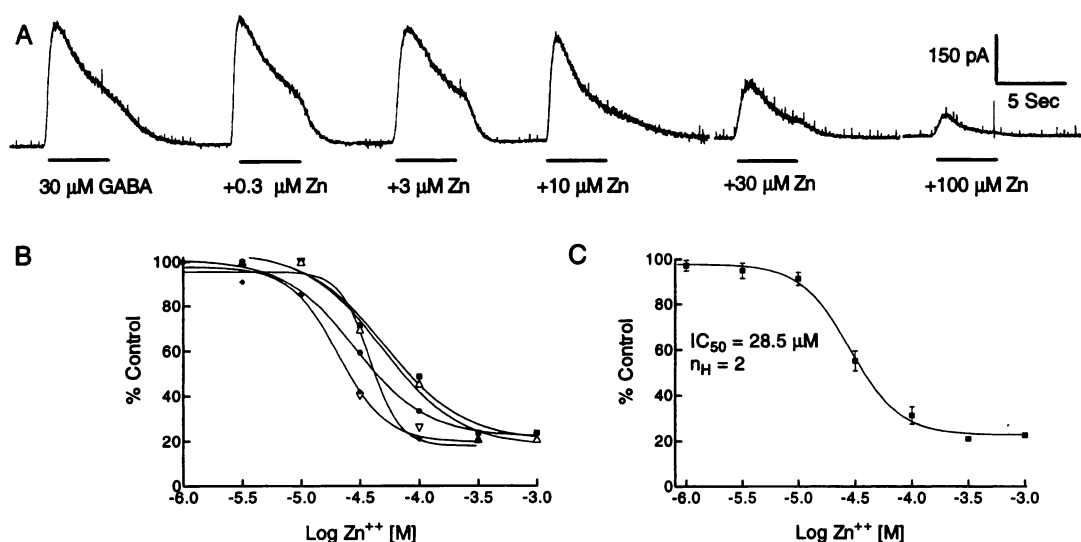 A
150 pA
5 Sec
30 µM GABA
+0.3 µM Zn
+3 µM Zn
+10 µM Zn
+30 µM Zn
+100 µM Zn
B
% Control
100
80
60
40
20
0
-6.0
-5.5
-5.0
-4.5
-4.0
-3.5
-3.0
Log Zn++ [M]
C
% Control
100
80
60
40
20
0
IC50 = 28.5 µM
nH = 2
-6.0
-5.5
-5.0
-4.5
-4.0
-3.5
-3.0
Log Zn++ [M]